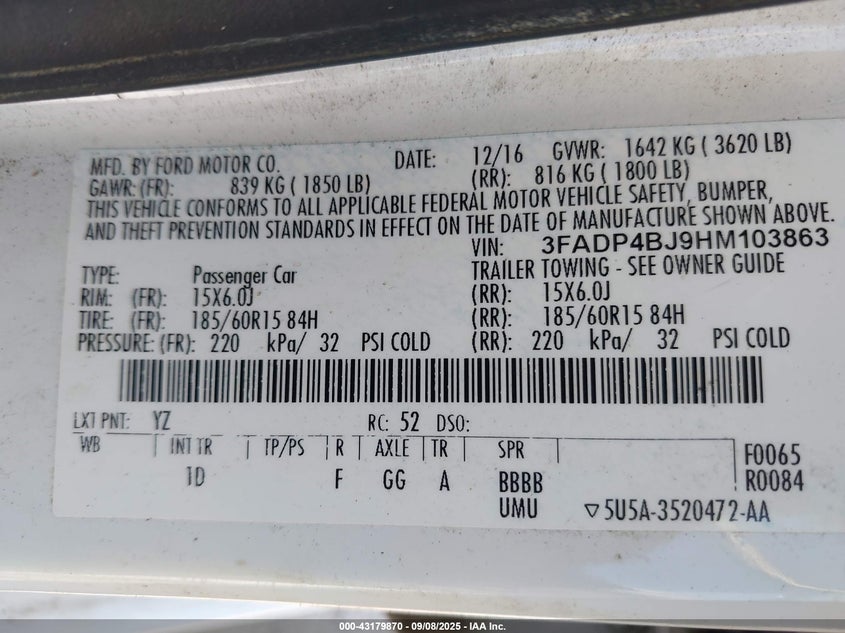 MFD. BY FORD MOTOR CO. DATE: 12/16 GVWR: 1642 KG ( 3620 LB)
GAWR: (FR): 839 KG ( 1850 LB) (RR): 816 KG ( 1800 LB)
THIS VEHICLE CONFORMS TO ALL APPLICABLE FEDERAL MOTOR VEHICLE SAFETY, BUMPER,
AND THEFT PREVENTION STANDARDS IN EFFECT ON THE DATE OF MANUFACTURE SHOWN ABOVE.
VIN: 3FADP4BJ9HM103863
TYPE: Passenger Car TRAILER TOWING - SEE OWNER GUIDE
RIM: (FR): 15X6.0J (RR): 15X6.0J
TIRE: (FR): 185/60R15 84H (RR): 185/60R15 84H
PRESSURE: (FR): 220 kPa/ 32 PSI COLD (RR): 220 kPa/ 32 PSI COLD
EXT PNT: YZ RC: 52 DSO:
WB INT TR TP/PS R AXLE TR SPR F0065
1D F GG A BBBB R0084
UMU ▽5U5A-3520472-AA
000-43179870 - 09/08/2025 - IAA Inc.